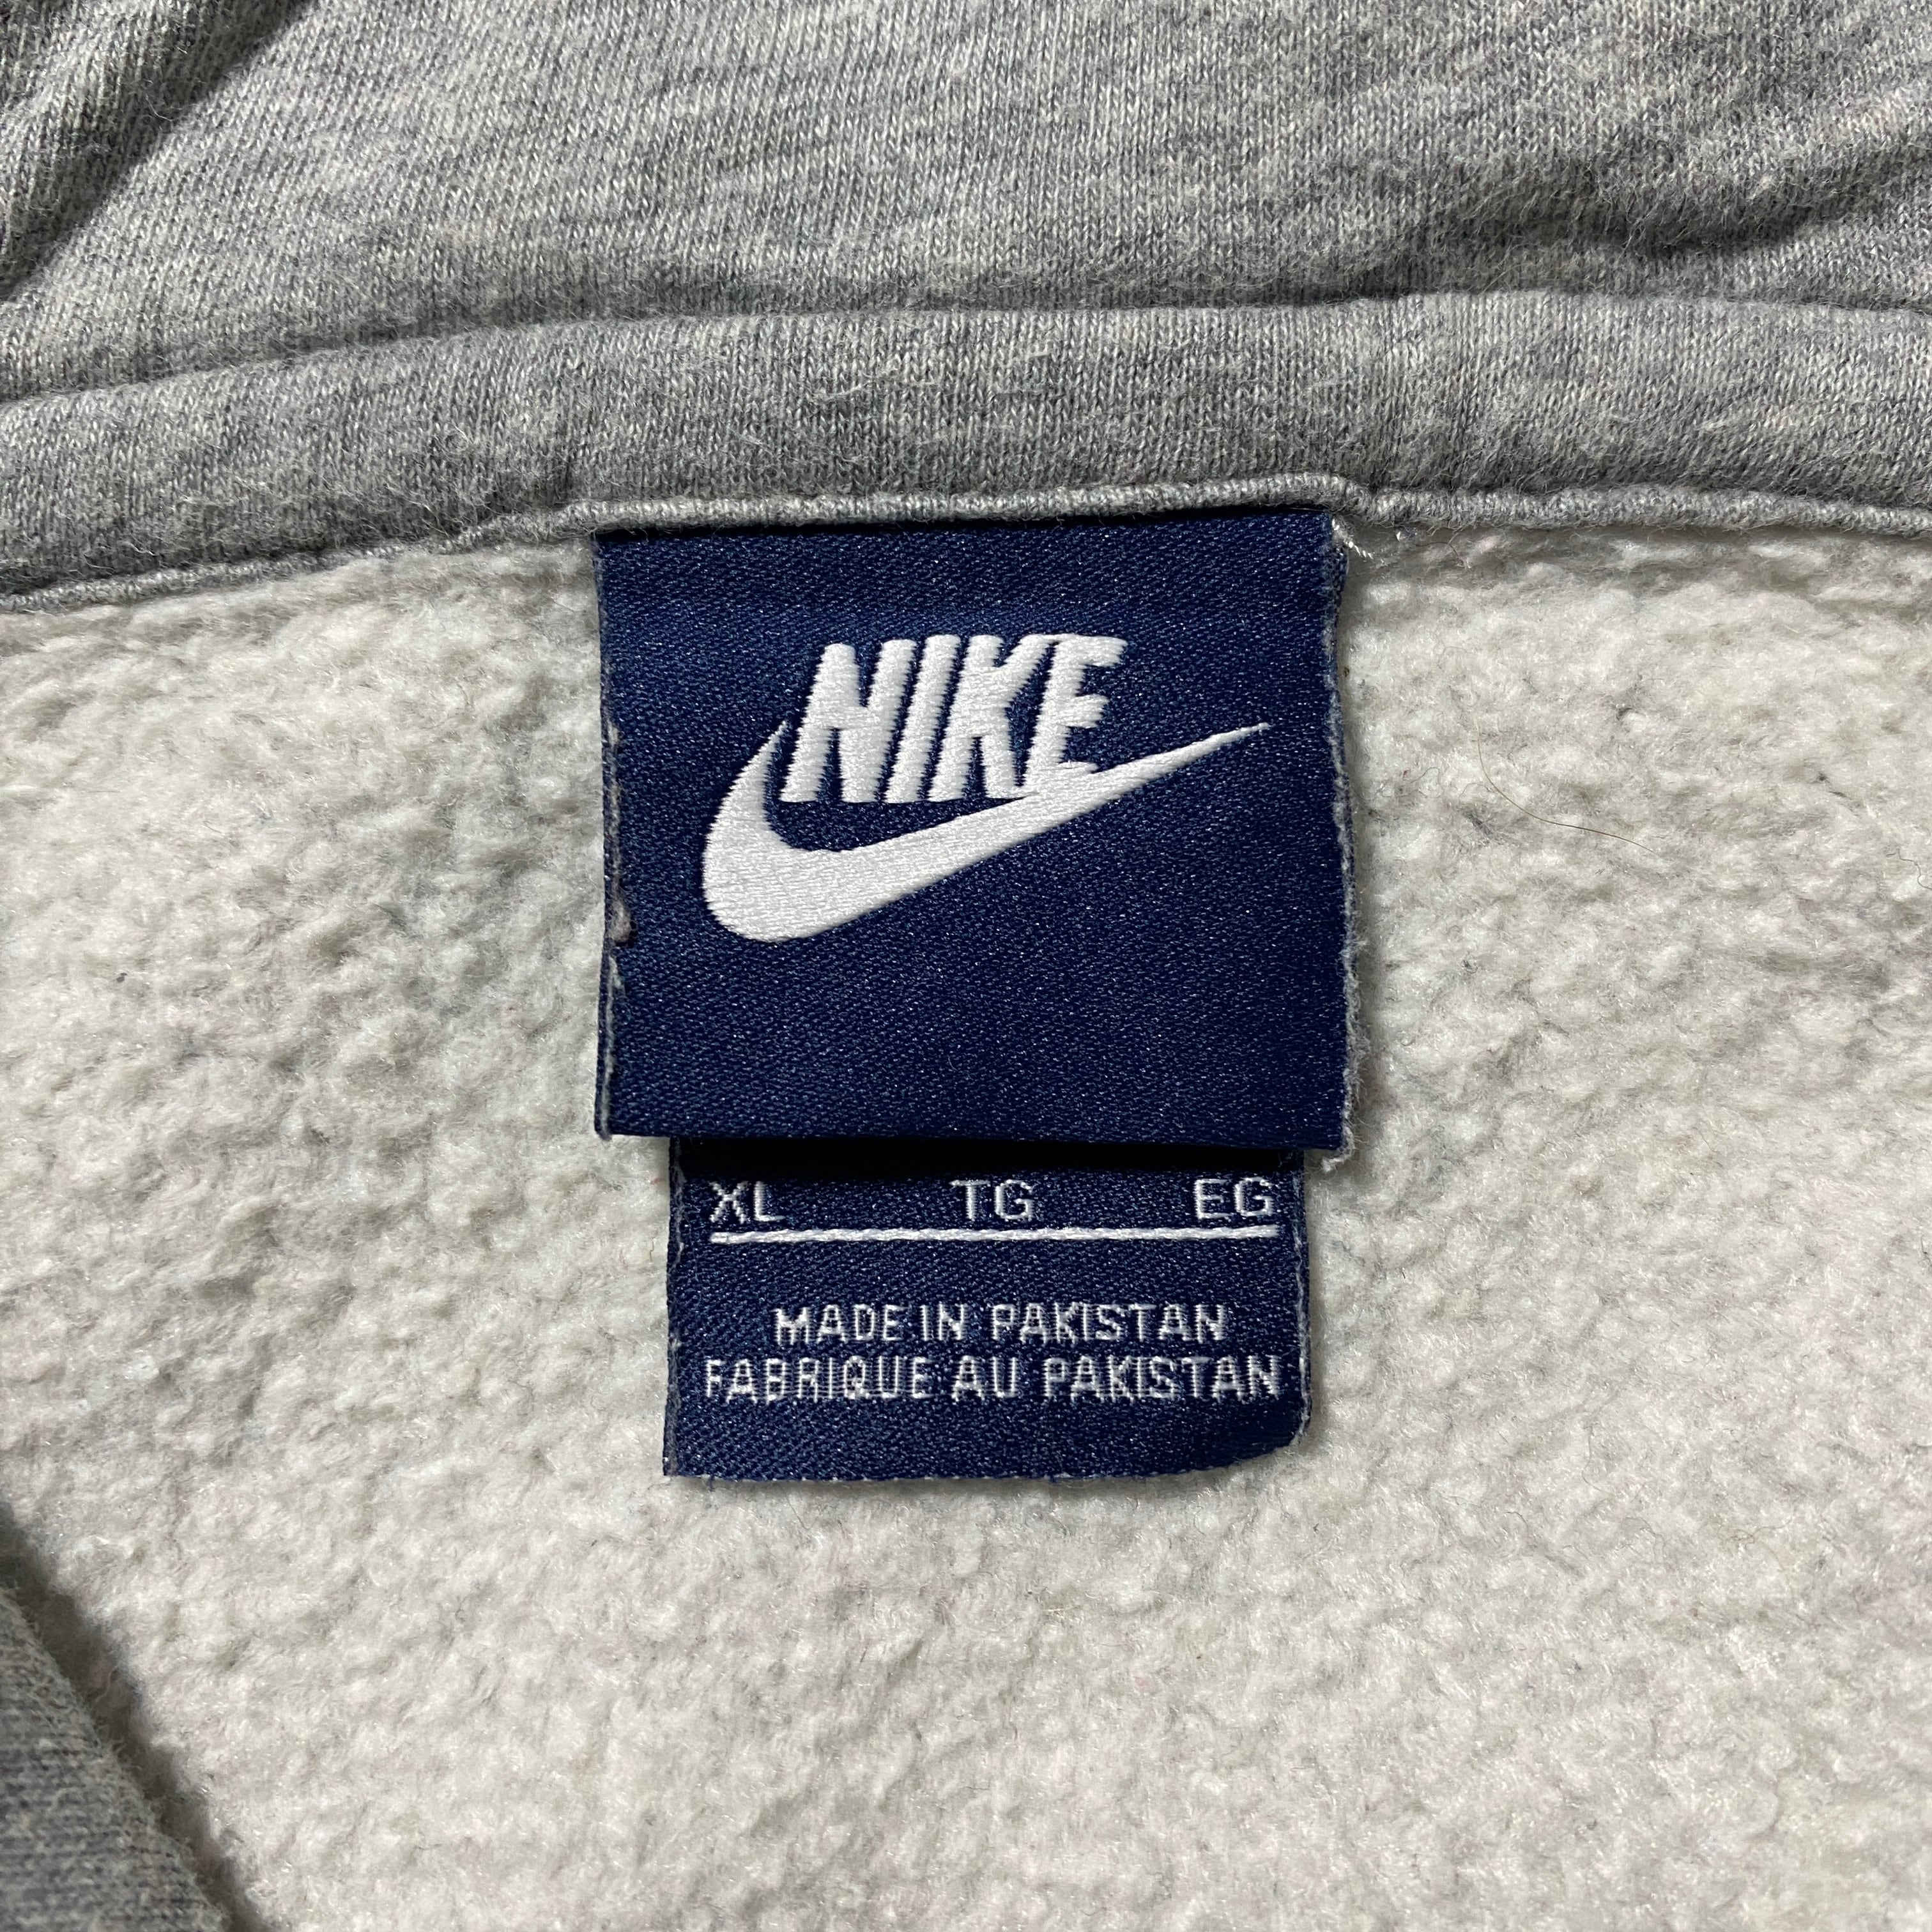 NIKE
XL TG EG
MADE IN PAKISTAN
FABRIQUE AU PAKISTAN